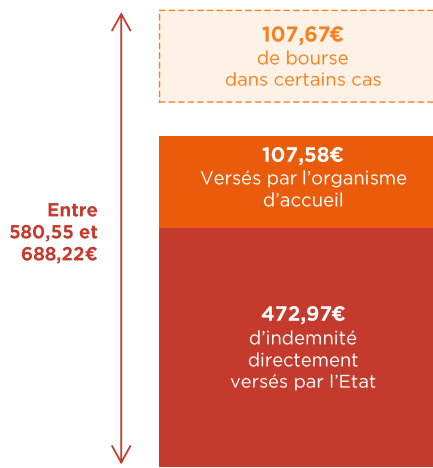 107,67€
de bourse
dans certains cas
107,58€
Versés par l'organisme
d'accueil
Entre
580,55 et
688,22€
472,97€
d'indemnité
directement
versés par l'Etat